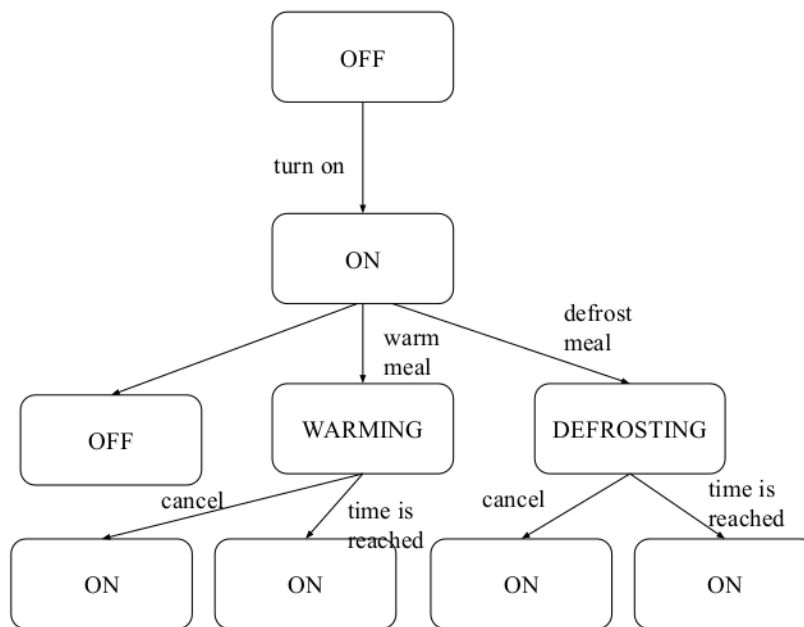 OFF
turn on
ON
warm
meal
defrost
meal
OFF
WARMING
DEFROSTING
cancel
time is
reached
cancel
time is
reached
ON
ON
ON
ON